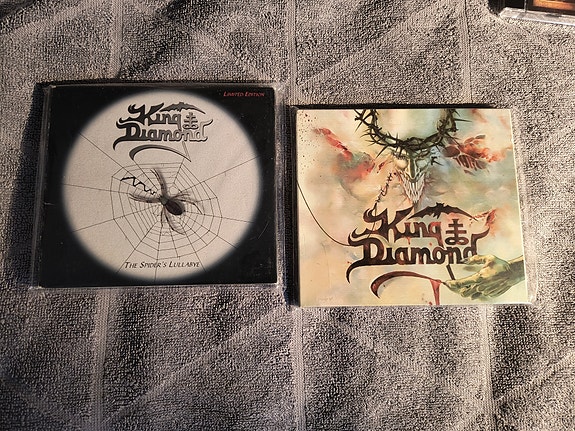 LIMITED EDITION
King
Diamond
THE SPIDER'S LULLABYE
King
Diamond